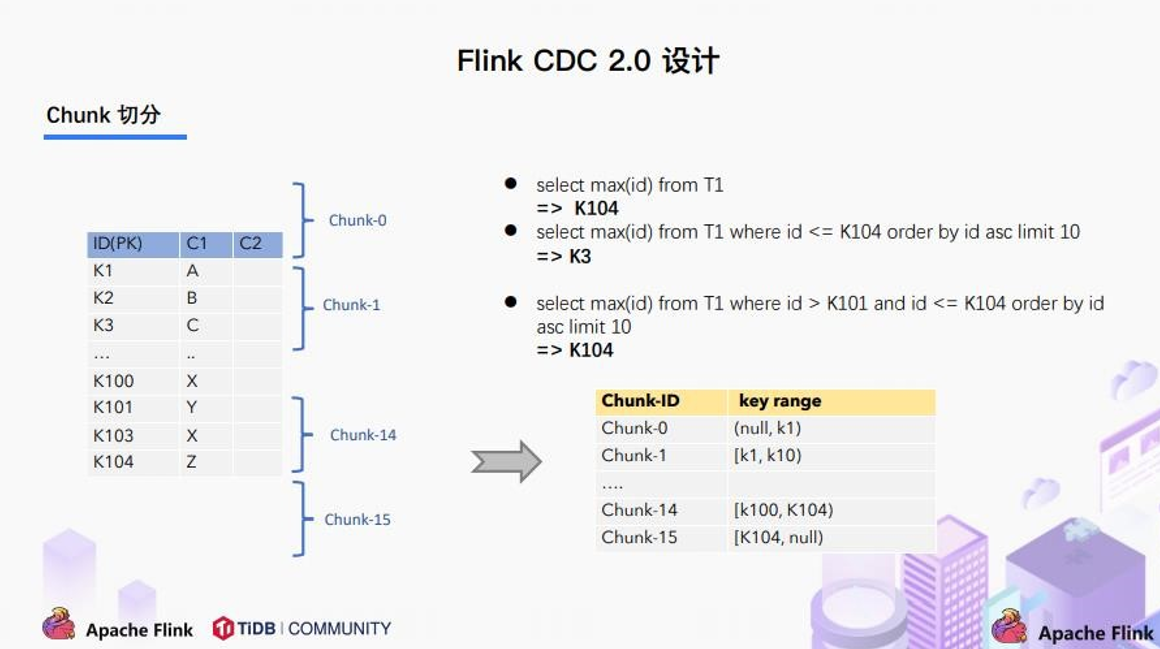 Flink CDC 2.0 设计
Chunk 切分
ID(PK) C1 C2
K1 A
K2 B
K3 C
... ..
K100 X
K101 Y
K103 X
K104 Z
Chunk-0
Chunk-1
Chunk-14
Chunk-15
● select max(id) from T1
=> K104
● select max(id) from T1 where id <= K104 order by id asc limit 10
=> K3
● select max(id) from T1 where id > K101 and id <= K104 order by id
asc limit 10
=> K104
Chunk-ID key range
Chunk-0 (null, k1)
Chunk-1 [k1, k10)
....
Chunk-14 [k100, K104)
Chunk-15 [K104, null)
Apache Flink TiDB | COMMUNITY
Apache Flink